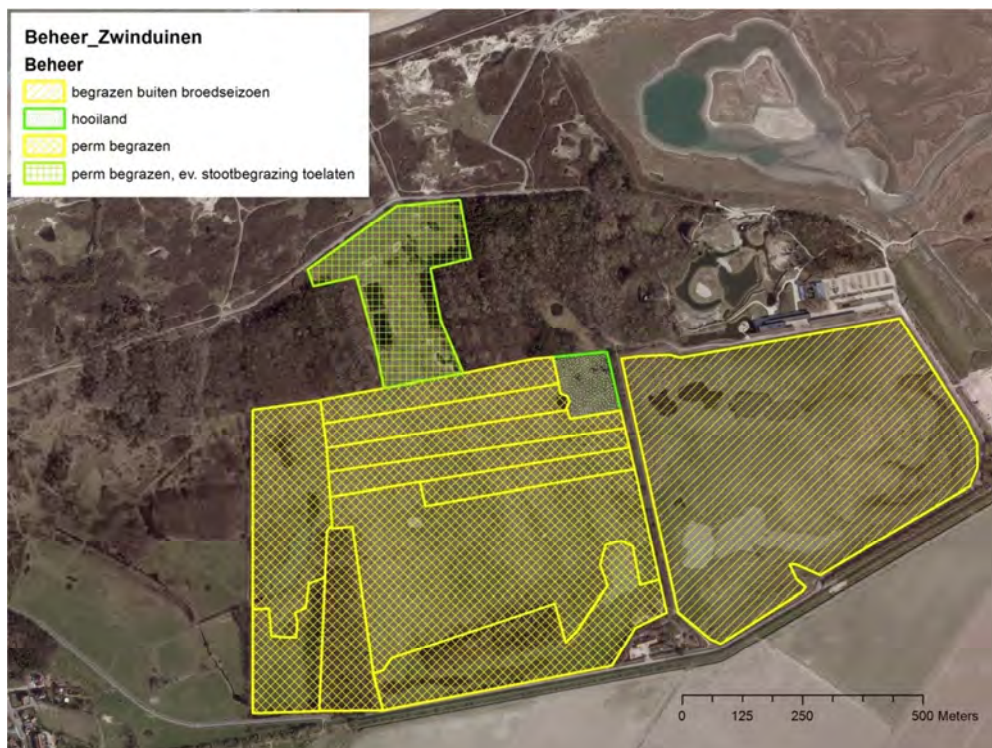 Beheer_Zwinduinen
Beheer
begrazen buiten broedseizoen
hooiland
perm begrazen
perm begrazen, ev. stootbegrazing toelaten
0 125 250 500 Meters